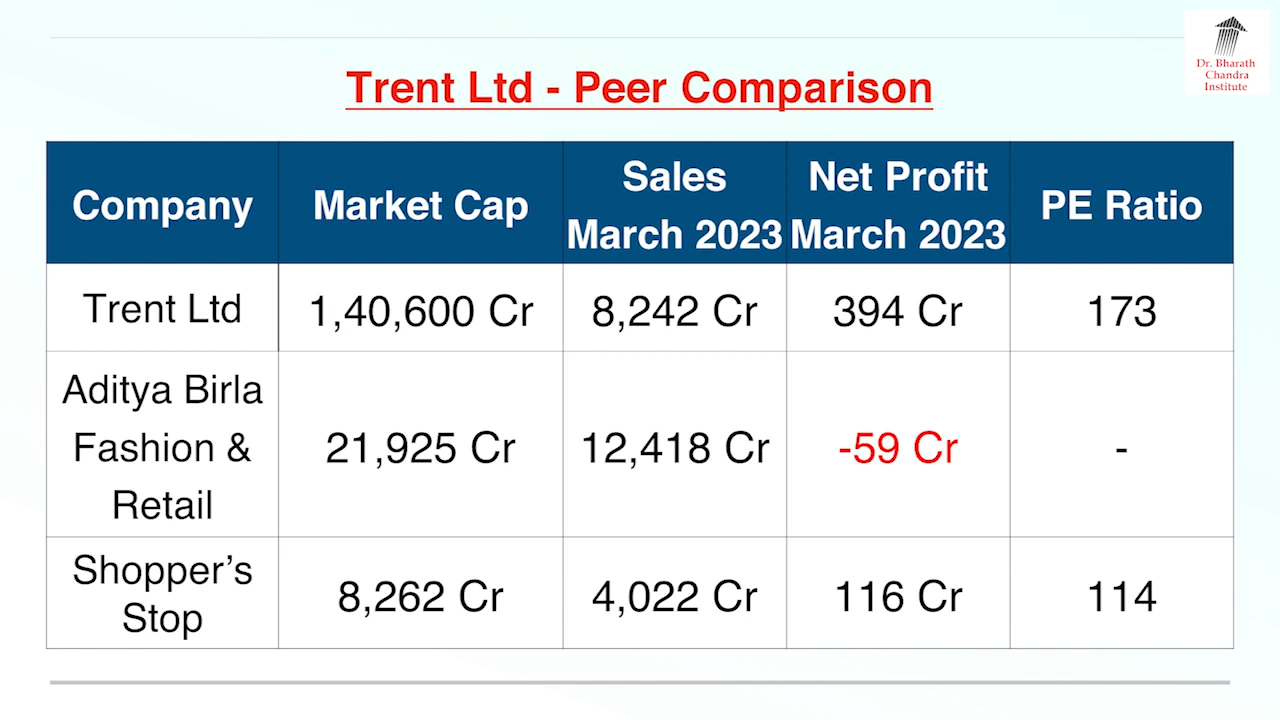 Dr. Bharath
Chandra
Institute
Trent Ltd - Peer Comparison
Company Market Cap Sales March 2023 Net Profit March 2023 PE Ratio
Trent Ltd 1,40,600 Cr 8,242 Cr 394 Cr 173
Aditya Birla Fashion & Retail 21,925 Cr 12,418 Cr -59 Cr -
Shopper’s Stop 8,262 Cr 4,022 Cr 116 Cr 114